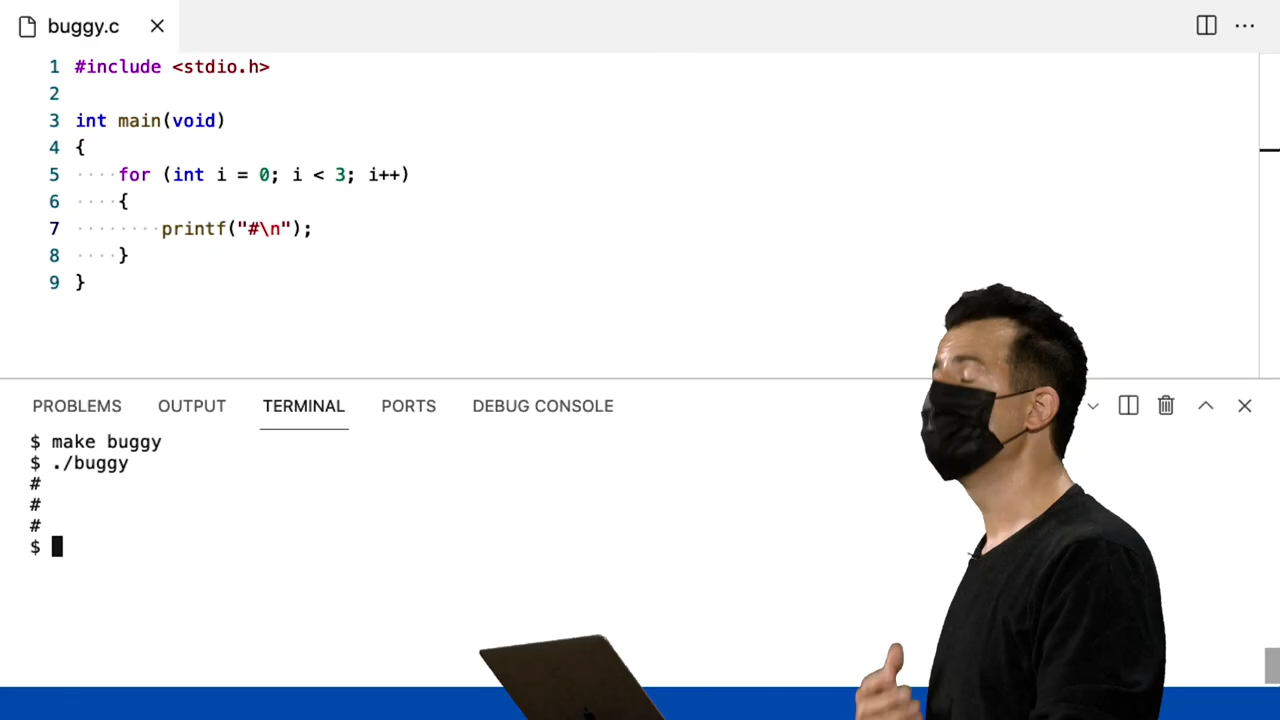 buggy.c
1 #include <stdio.h>
2
3 int main(void)
4 {
5 ····for (int i = 0; i < 3; i++)
6 ····{
7 ········printf("#\n");
8 ····}
9 }
PROBLEMS OUTPUT TERMINAL PORTS DEBUG CONSOLE
$ make buggy
$ ./buggy
#
#
#
$